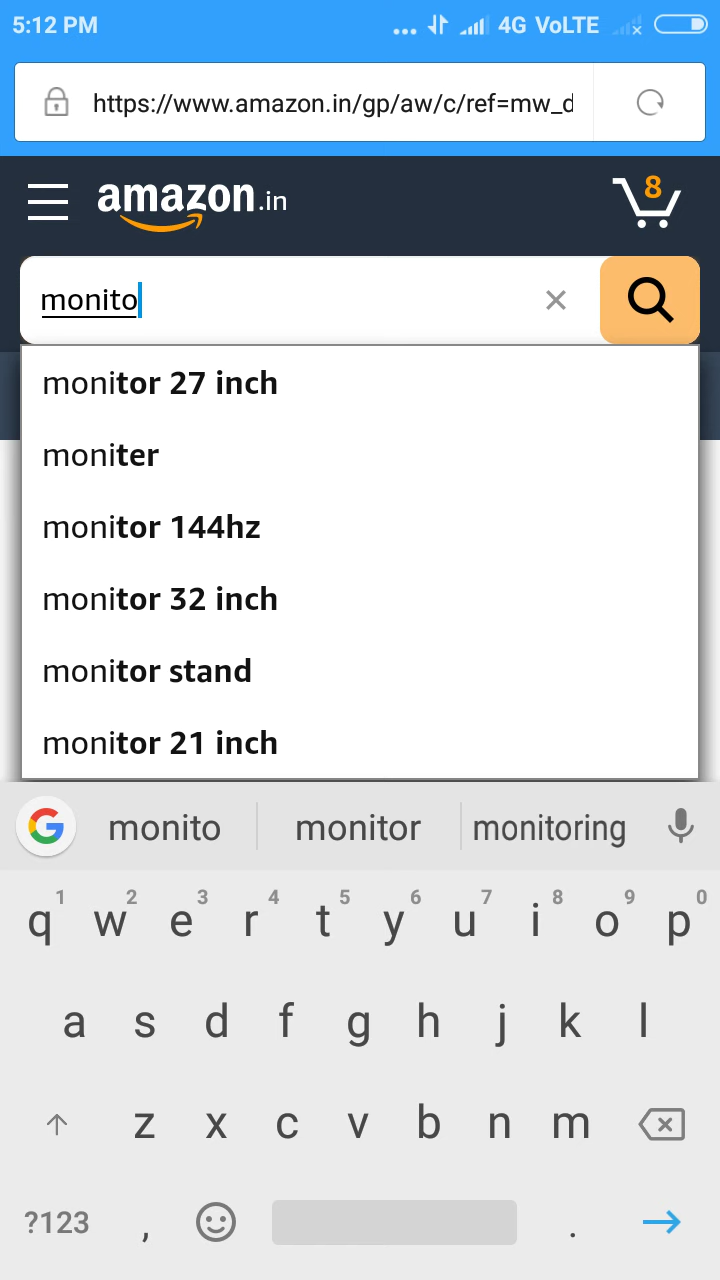 5:12 PM ... 4G VoLTE
https://www.amazon.in/gp/aw/c/ref=mw_d
amazon.in 8
monito
monitor 27 inch
moniter
monitor 144hz
monitor 32 inch
monitor stand
monitor 21 inch
G monito monitor monitoring
1 2 3 4 5 6 7 8 9 0
q w e r t y u i o p
a s d f g h j k l
z x c v b n m
?123 , .